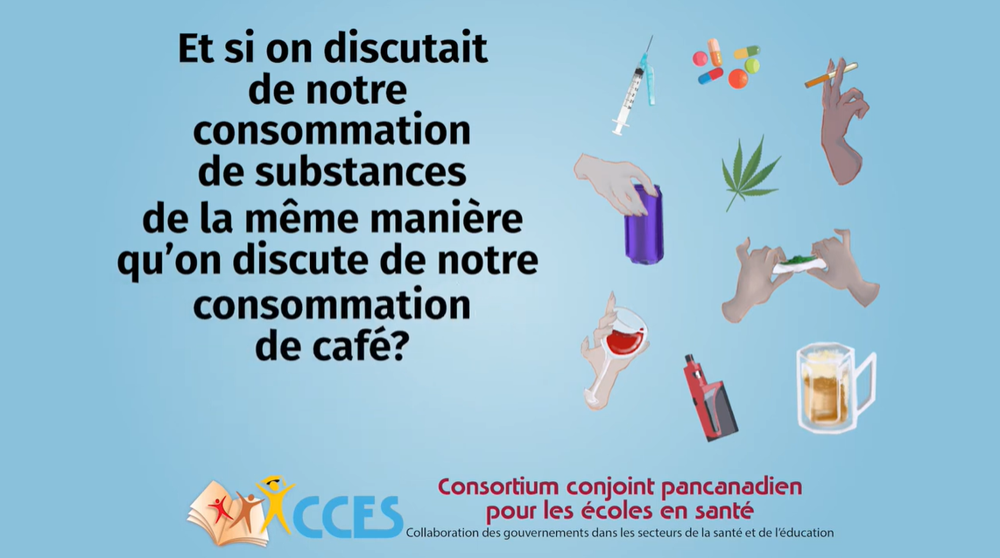 Et si on discutait
de notre
consommation
de substances
de la même manière
qu'on discute de notre
consommation
de café?
CCES
Consortium conjoint pancanadien
pour les écoles en santé
Collaboration des gouvernements dans les secteurs de la santé et de l'éducation